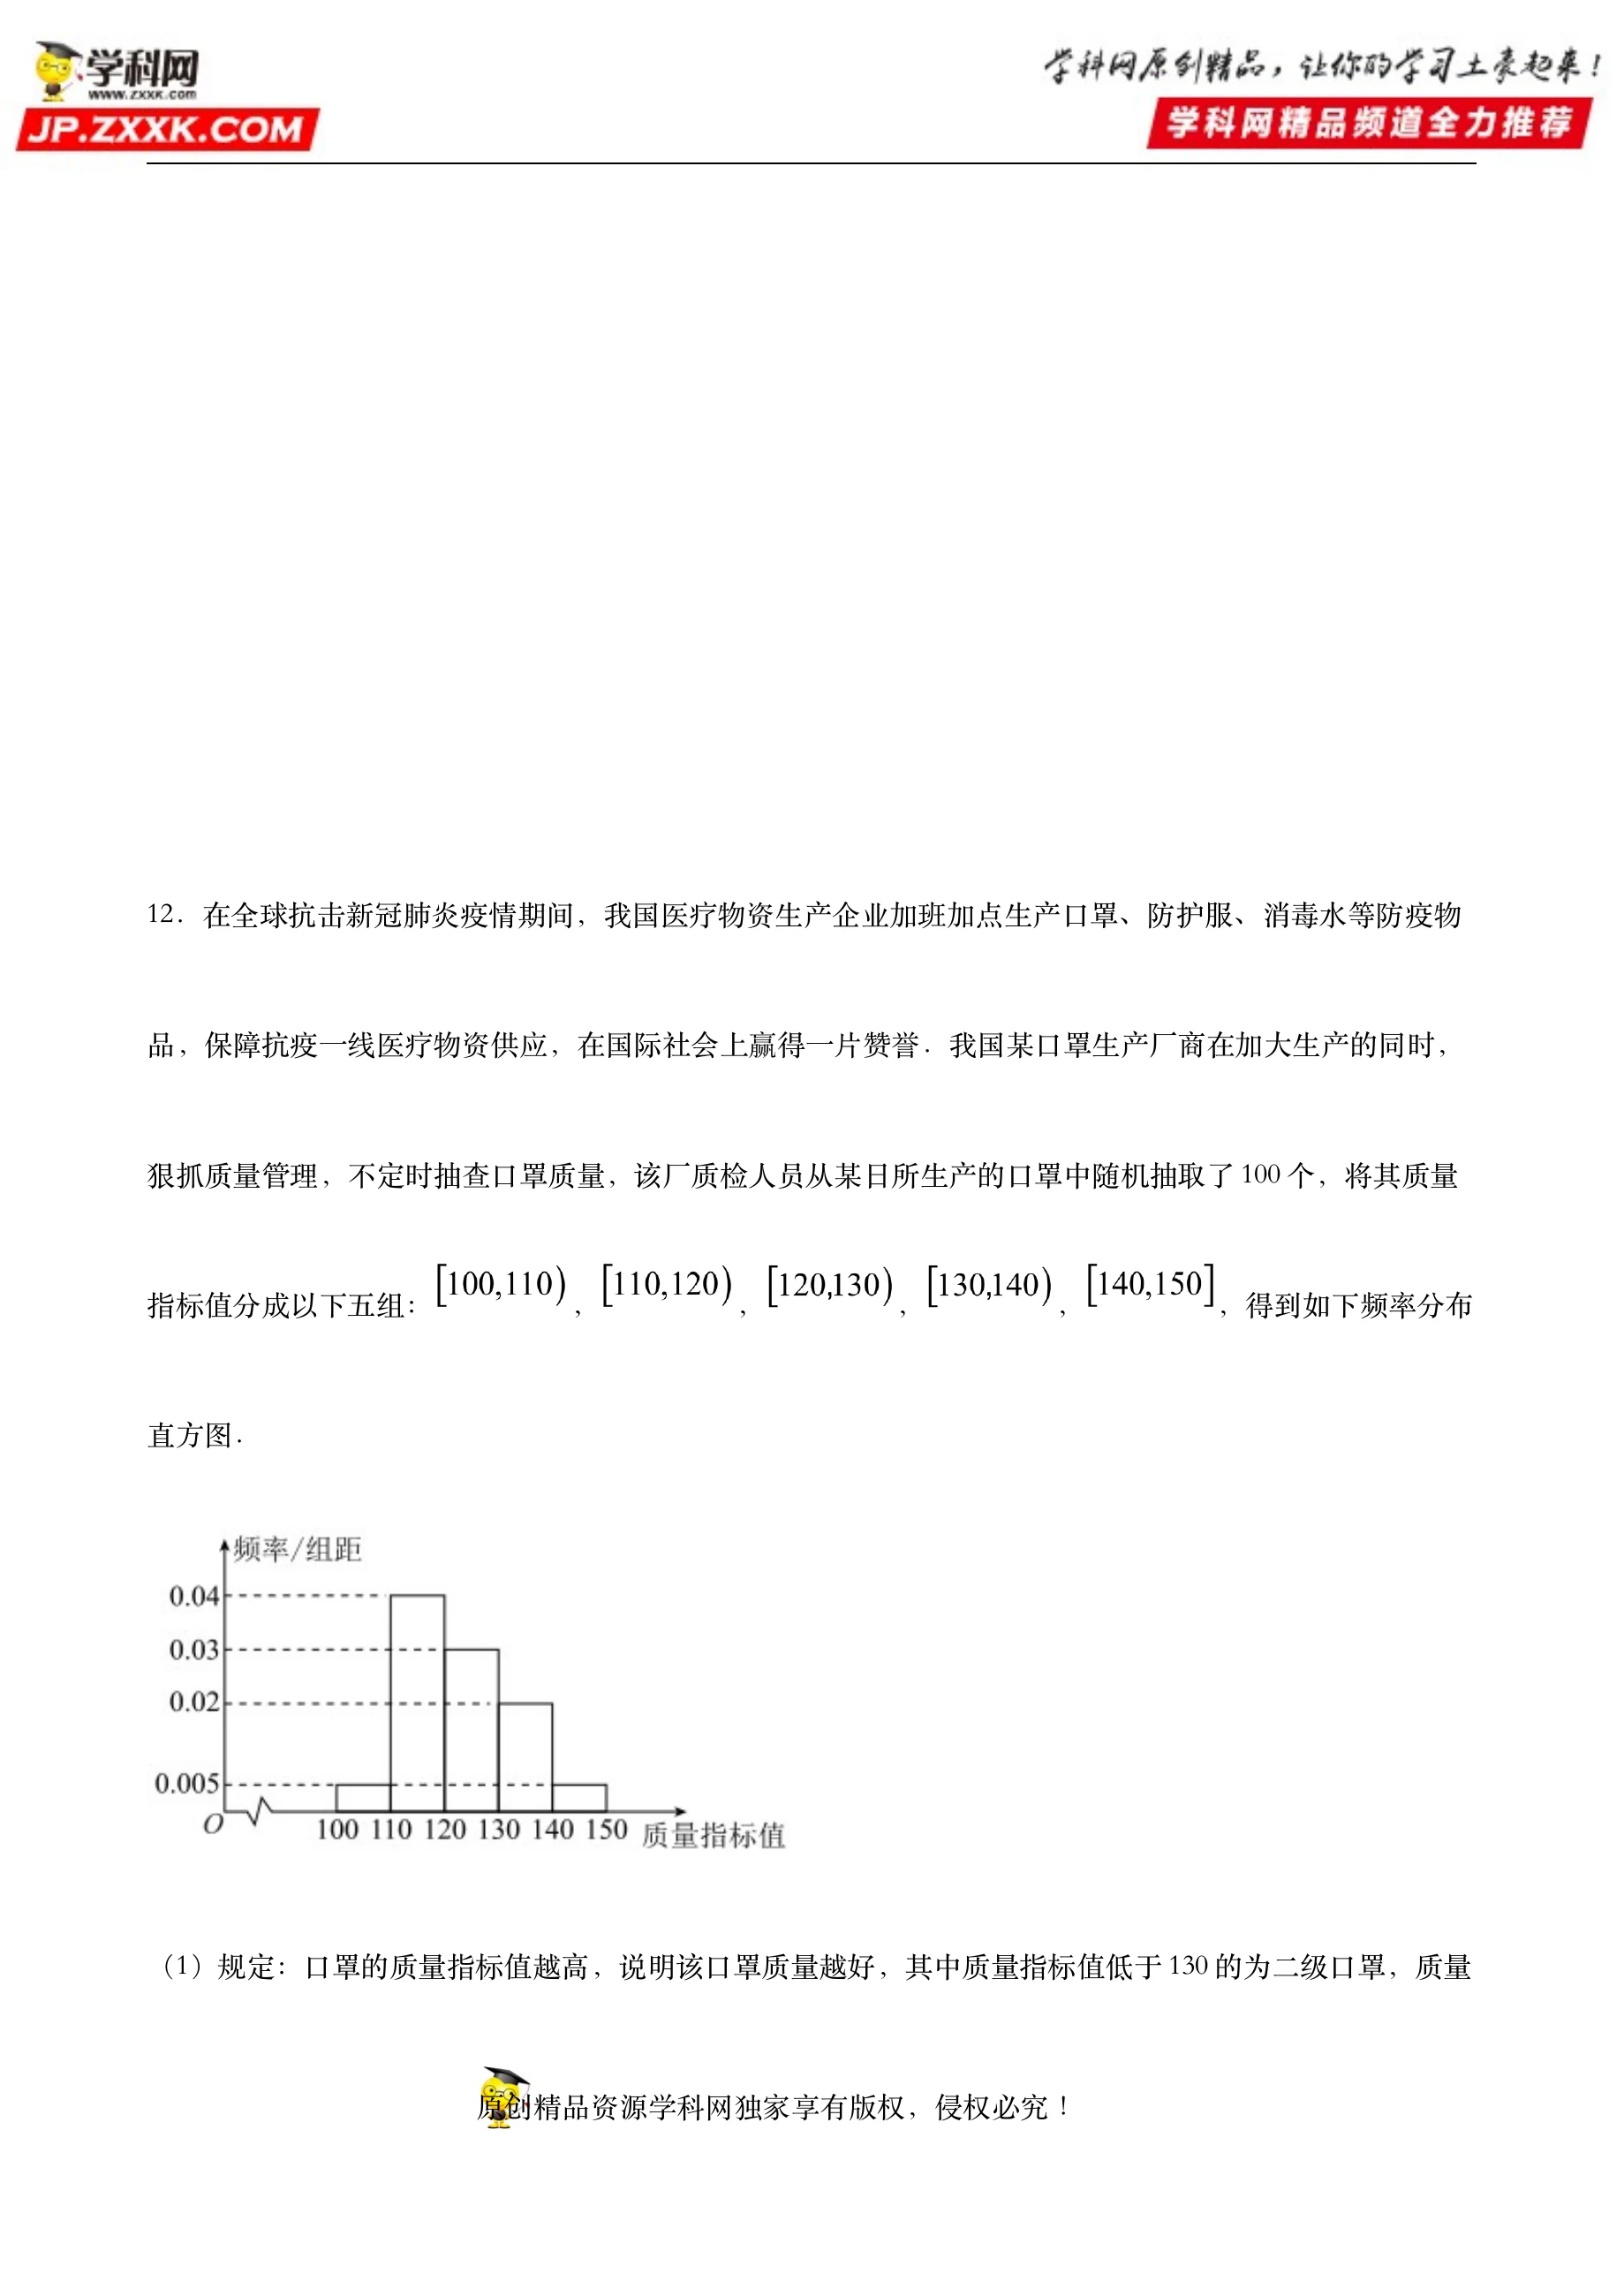 学科网
www.zxxk.com
JP.ZXXK.COM
学科网原创精品，让你的学习土豪起来！
学科网精品频道全力推荐
12．在全球抗击新冠肺炎疫情期间，我国医疗物资生产企业加班加点生产口罩、防护服、消毒水等防疫物
品，保障抗疫一线医疗物资供应，在国际社会上赢得一片赞誉．我国某口罩生产厂商在加大生产的同时，
狠抓质量管理，不定时抽查口罩质量，该厂质检人员从某日所生产的口罩中随机抽取了 100 个，将其质量
指标值分成以下五组：[100,110)，[110,120)，[120,130)，[130,140)，[140,150]，得到如下频率分布
直方图．
频率/组距
0.04
0.03
0.02
0.005
O
100 110 120 130 140 150 质量指标值
（1）规定：口罩的质量指标值越高，说明该口罩质量越好，其中质量指标值低于 130 的为二级口罩，质量
原创精品资源学科网独家享有版权，侵权必究！